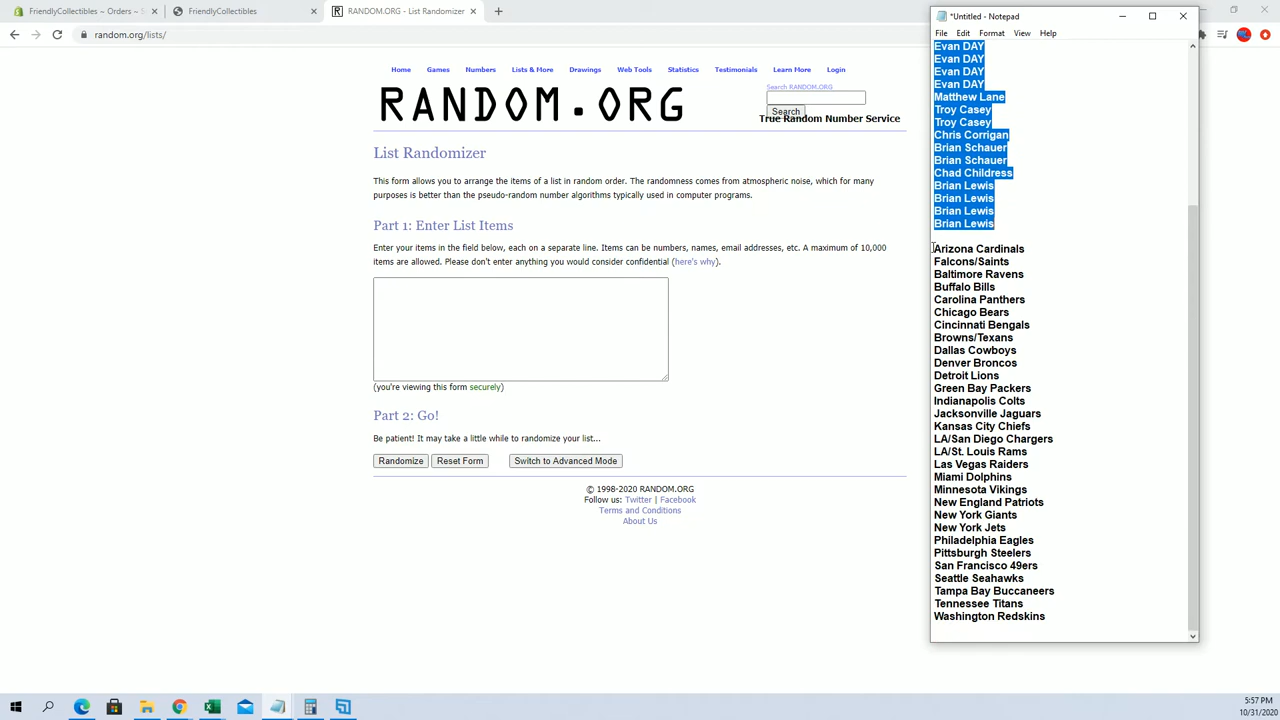 FriendlyCollectibles ~ Orders ~ S
FriendlyCollectibles
RANDOM.ORG - List Randomizer
random.org/lists/
Home Games Numbers Lists & More Drawings Web Tools Statistics Testimonials Learn More Login
RANDOM.ORG
Search RANDOM.ORG
Search
True Random Number Service
List Randomizer
This form allows you to arrange the items of a list in random order. The randomness comes from atmospheric noise, which for many
purposes is better than the pseudo-random number algorithms typically used in computer programs.
Part 1: Enter List Items
Enter your items in the field below, each on a separate line. Items can be numbers, names, email addresses, etc. A maximum of 10,000
items are allowed. Please don't enter anything you would consider confidential (here's why).
(you're viewing this form securely)
Part 2: Go!
Be patient! It may take a little while to randomize your list...
Randomize Reset Form Switch to Advanced Mode
© 1998-2020 RANDOM.ORG
Follow us: Twitter | Facebook
Terms and Conditions
About Us
*Untitled - Notepad
File Edit Format View Help
Evan DAY
Evan DAY
Evan DAY
Evan DAY
Matthew Lane
Troy Casey
Troy Casey
Chris Corrigan
Brian Schauer
Brian Schauer
Chad Childress
Brian Lewis
Brian Lewis
Brian Lewis
Brian Lewis
Arizona Cardinals
Falcons/Saints
Baltimore Ravens
Buffalo Bills
Carolina Panthers
Chicago Bears
Cincinnati Bengals
Browns/Texans
Dallas Cowboys
Denver Broncos
Detroit Lions
Green Bay Packers
Indianapolis Colts
Jacksonville Jaguars
Kansas City Chiefs
LA/San Diego Chargers
LA/St. Louis Rams
Las Vegas Raiders
Miami Dolphins
Minnesota Vikings
New England Patriots
New York Giants
New York Jets
Philadelphia Eagles
Pittsburgh Steelers
San Francisco 49ers
Seattle Seahawks
Tampa Bay Buccaneers
Tennessee Titans
Washington Redskins
5:57 PM
10/31/2020